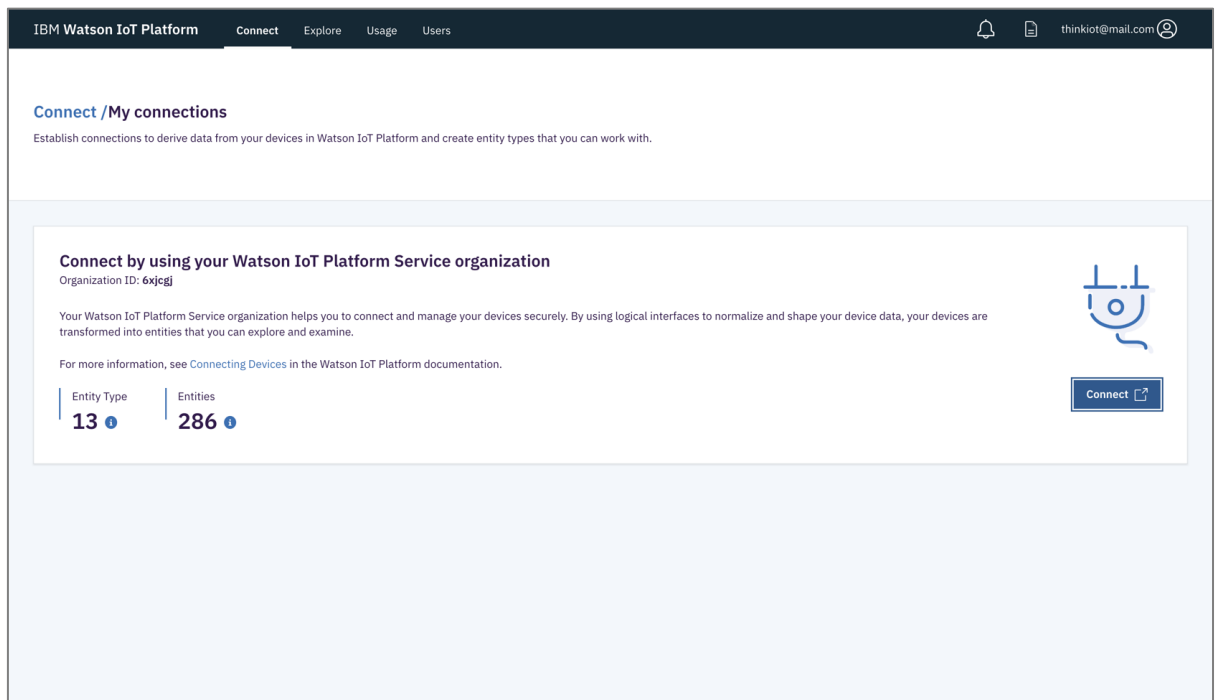 IBM Watson IoT Platform Connect Explore Usage Users thinkiot@mail.com
Connect /My connections
Establish connections to derive data from your devices in Watson IoT Platform and create entity types that you can work with.
Connect by using your Watson IoT Platform Service organization
Organization ID: 6xjcgj
Your Watson IoT Platform Service organization helps you to connect and manage your devices securely. By using logical interfaces to normalize and shape your device data, your devices are
transformed into entities that you can explore and examine.
For more information, see Connecting Devices in the Watson IoT Platform documentation.
Entity Type Entities
13 286
Connect